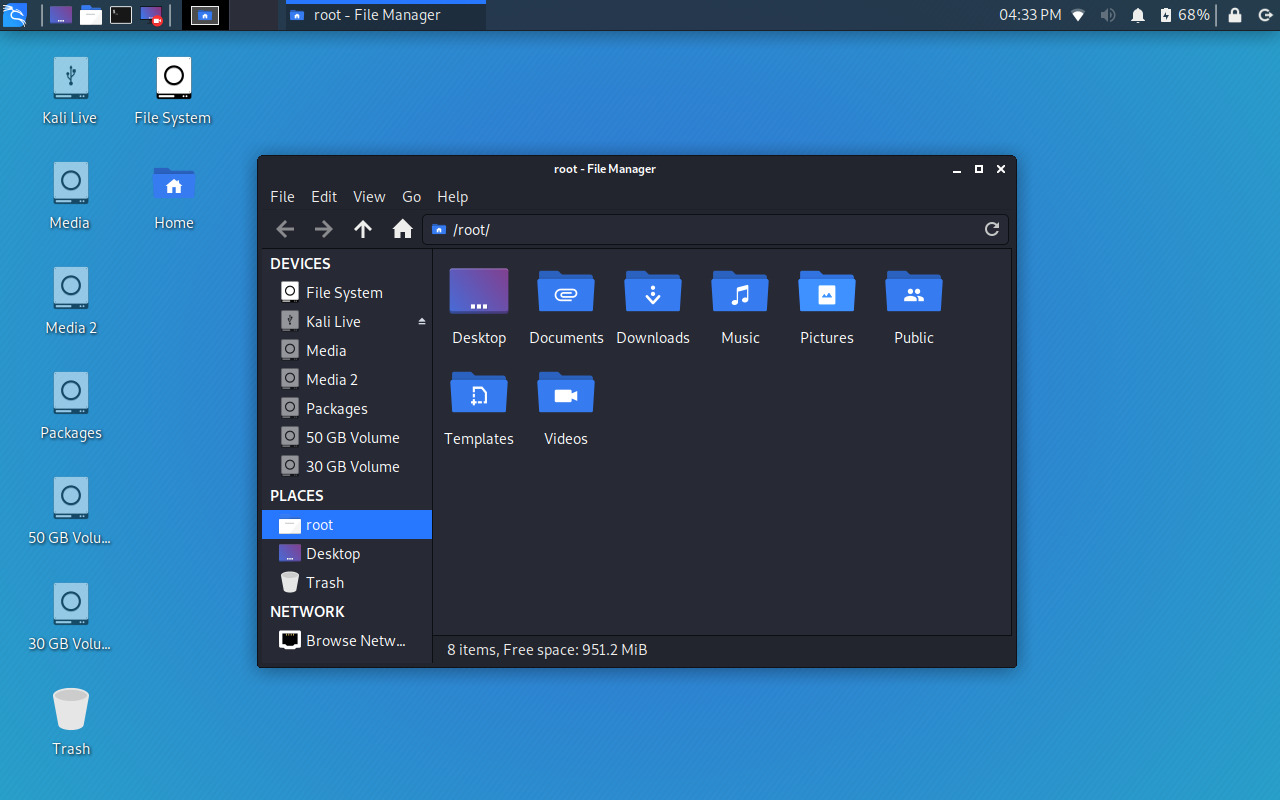 root - File Manager
04:33 PM
68%
Kali Live
File System
Media
Home
Media 2
Packages
50 GB Volu...
30 GB Volu...
Trash
root - File Manager
File Edit View Go Help
/root/
DEVICES
File System
Kali Live
Media
Media 2
Packages
50 GB Volume
30 GB Volume
PLACES
root
Desktop
Trash
NETWORK
Browse Netw...
Desktop Documents Downloads Music Pictures Public
Templates Videos
8 items, Free space: 951.2 MiB